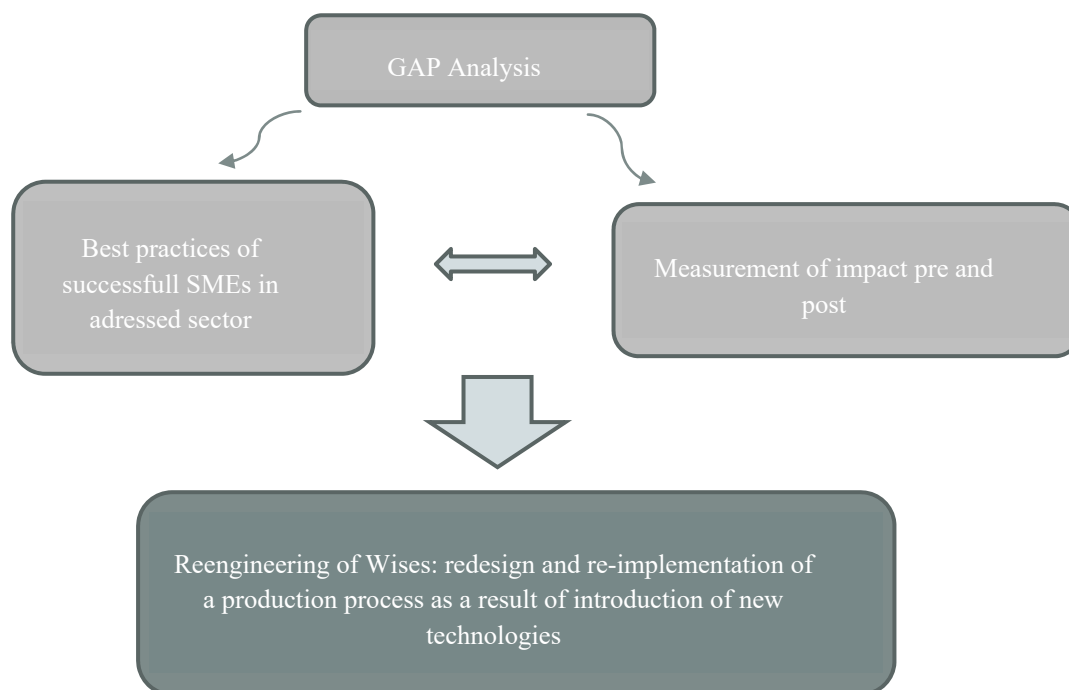 GAP Analysis
Best practices of
successfull SMEs in
adressed sector
Measurement of impact pre and
post
Reengineering of Wises: redesign and re-implementation of
a production process as a result of introduction of new
technologies